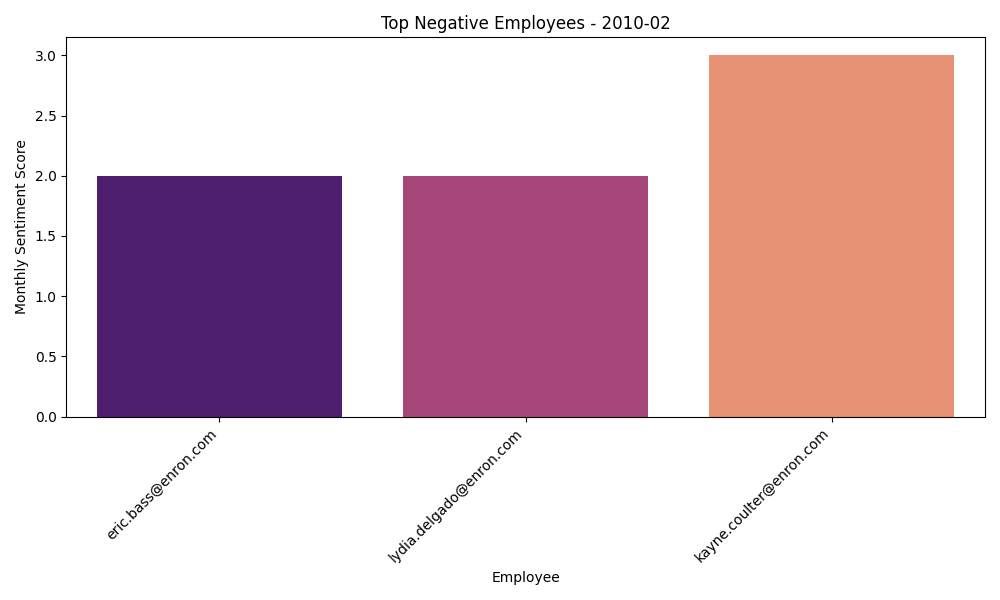 Top Negative Employees - 2010-02
Monthly Sentiment Score
3.0
2.5
2.0
1.5
1.0
0.5
0.0
eric.bass@enron.com
lydia.delgado@enron.com
kayne.coulter@enron.com
Employee